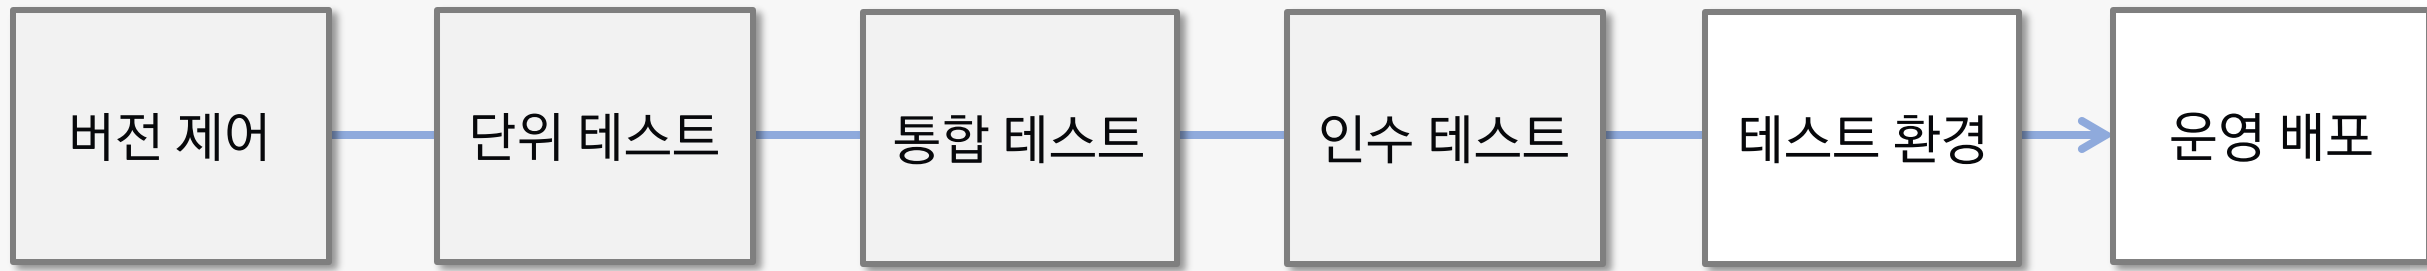 버전 제어
단위 테스트
통합 테스트
인수 테스트
테스트 환경
운영 배포